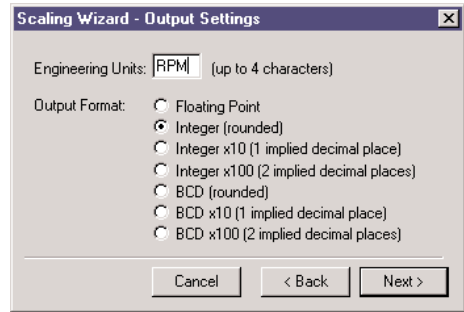 Scaling Wizard - Output Settings
Engineering Units: RPM (up to 4 characters)
Output Format: Floating Point
Integer (rounded)
Integer x10 (1 implied decimal place)
Integer x100 (2 implied decimal places)
BCD (rounded)
BCD x10 (1 implied decimal place)
BCD x100 (2 implied decimal places)
Cancel < Back Next >